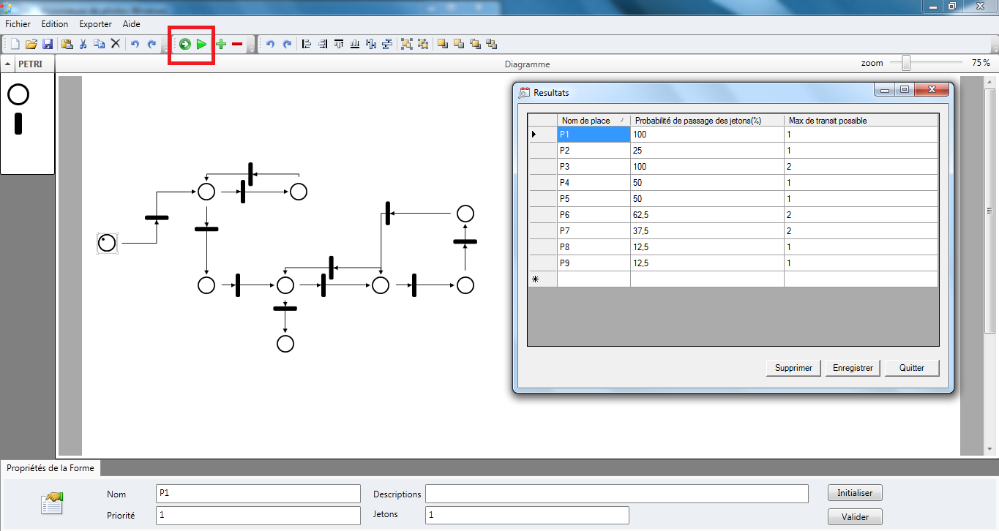 Fichier Edition Exporter Aide
PETRI
Diagramme
zoom 75 %
Resultats
Nom de place Probabilité de passage des jetons(%) Max de transit possible
P1 100 1
P2 25 1
P3 100 2
P4 50 1
P5 50 1
P6 62,5 2
P7 37,5 2
P8 12,5 1
P9 12,5 1
Supprimer Enregistrer Quitter
Propriétés de la Forme
Nom P1 Descriptions Initialiser
Priorité 1 Jetons 1 Valider